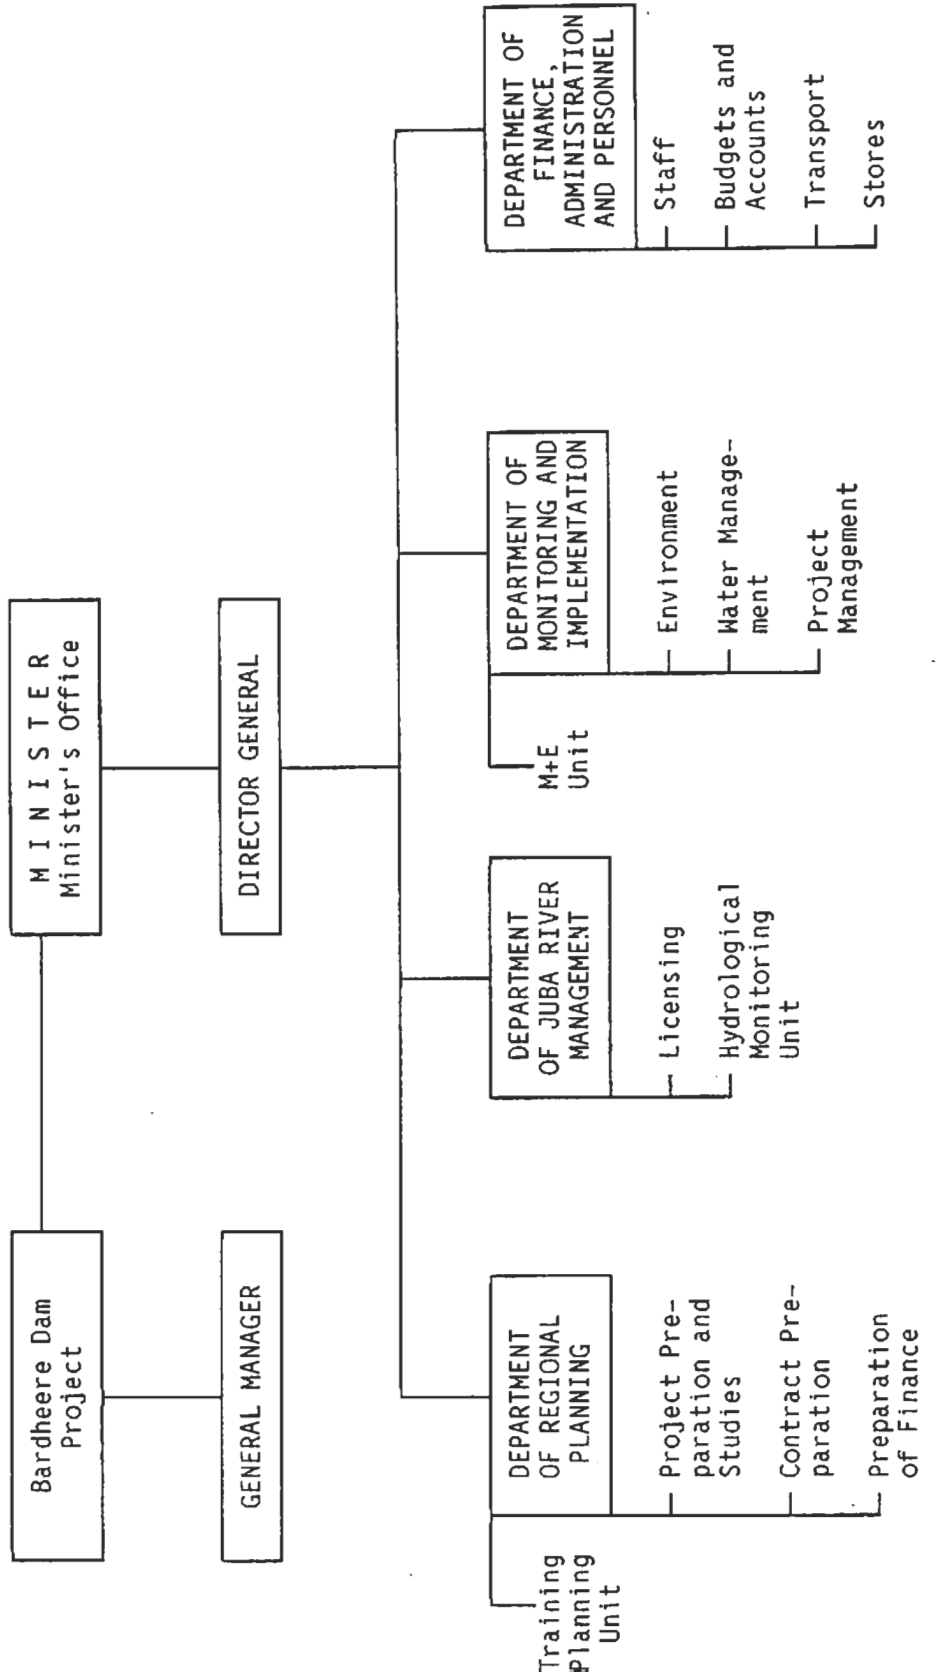 Bardheere Dam
Project
M I N I S T E R
Minister's Office
GENERAL MANAGER
DIRECTOR GENERAL
DEPARTMENT
OF REGIONAL
PLANNING
Training
Planning
Unit
Project Pre-
paration and
Studies
Contract Pre-
paration
Preparation
of Finance
DEPARTMENT
OF JUBA RIVER
MANAGEMENT
Licensing
Hydrological
Monitoring
Unit
DEPARTMENT OF
MONITORING AND
IMPLEMENTATION
M+E
Unit
Environment
Water Manage-
ment
Project
Management
DEPARTMENT OF
FINANCE,
ADMINISTRATION
AND PERSONNEL
Staff
Budgets and
Accounts
Transport
Stores